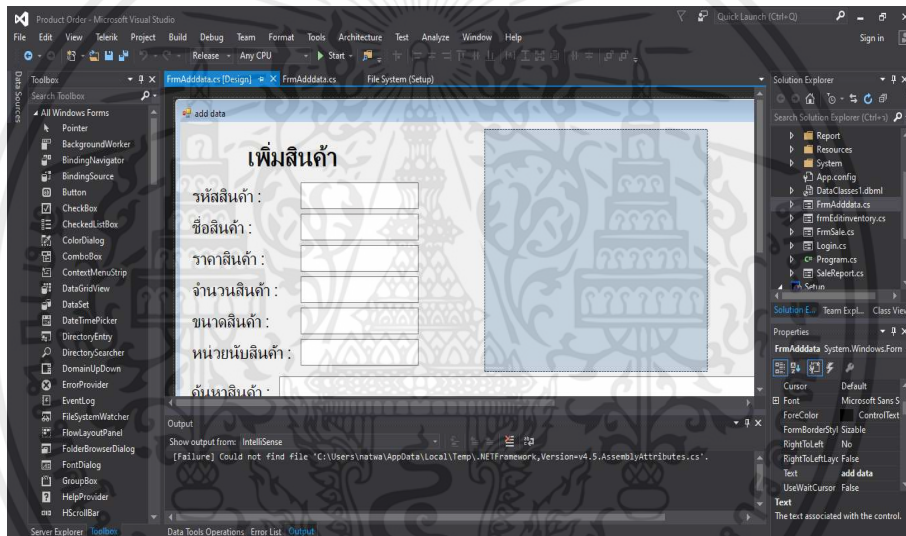 Product Order - Microsoft Visual Studio
Quick Launch (Ctrl+Q)
File Edit View Telerik Project Build Debug Team Format Tools Architecture Test Analyze Window Help
Sign in
Release Any CPU Start
Data Sources
Toolbox
Search Toolbox
All Windows Forms
Pointer
BackgroundWorker
BindingNavigator
BindingSource
Button
CheckBox
CheckedListBox
ColorDialog
ComboBox
ContextMenuStrip
DataGridView
DataSet
DateTimePicker
DirectoryEntry
DirectorySearcher
DomainUpDown
ErrorProvider
EventLog
FileSystemWatcher
FlowLayoutPanel
FolderBrowserDialog
FontDialog
GroupBox
HelpProvider
HScrollBar
Server Explorer Toolbox
FrmAdddata.cs [Design] FrmAdddata.cs File System (Setup)
add data
เพิ่มสินค้า
รหัสสินค้า :
ชื่อสินค้า :
ราคาสินค้า :
จำนวนสินค้า :
ขนาดสินค้า :
หน่วยนับสินค้า :
ค้นหาสินค้า :
Output
Show output from: IntelliSense
[Failure] Could not find file 'C:\Users\natwa\AppData\Local\Temp\.NETFramework,Version=v4.5.AssemblyAttributes.cs'.
Data Tools Operations Error List Output
Solution Explorer
Search Solution Explorer (Ctrl+;)
Report
Resources
System
App.config
DataClasses1.dbml
FrmAdddata.cs
frmEditinventory.cs
FrmSale.cs
Login.cs
Program.cs
SaleReport.cs
Setup
Solution E... Team Expl... Class View
Properties
FrmAdddata System.Windows.Form
Cursor Default
Font Microsoft Sans S
ForeColor ControlText
FormBorderStyl Sizable
RightToLeft No
RightToLeftLayc False
Text add data
UseWaitCursor False
Text
The text associated with the control.